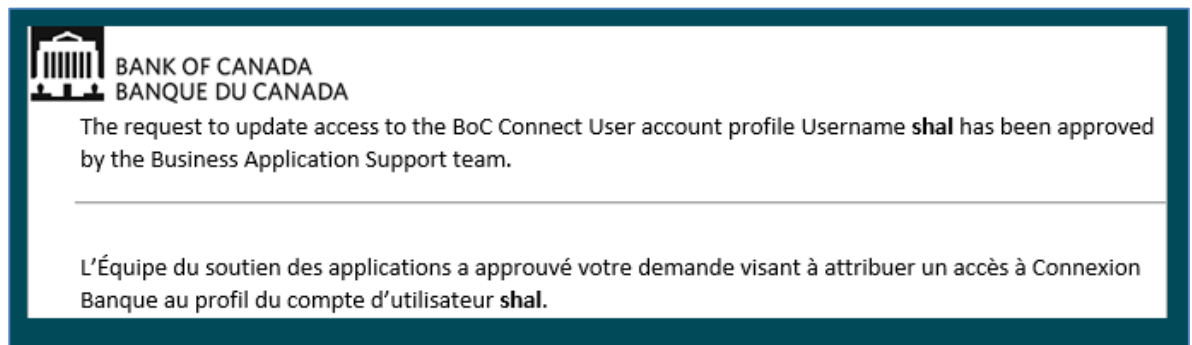 BANK OF CANADA
BANQUE DU CANADA
The request to update access to the BoC Connect User account profile Username shal has been approved
by the Business Application Support team.
L’Équipe du soutien des applications a approuvé votre demande visant à attribuer un accès à Connexion
Banque au profil du compte d’utilisateur shal.